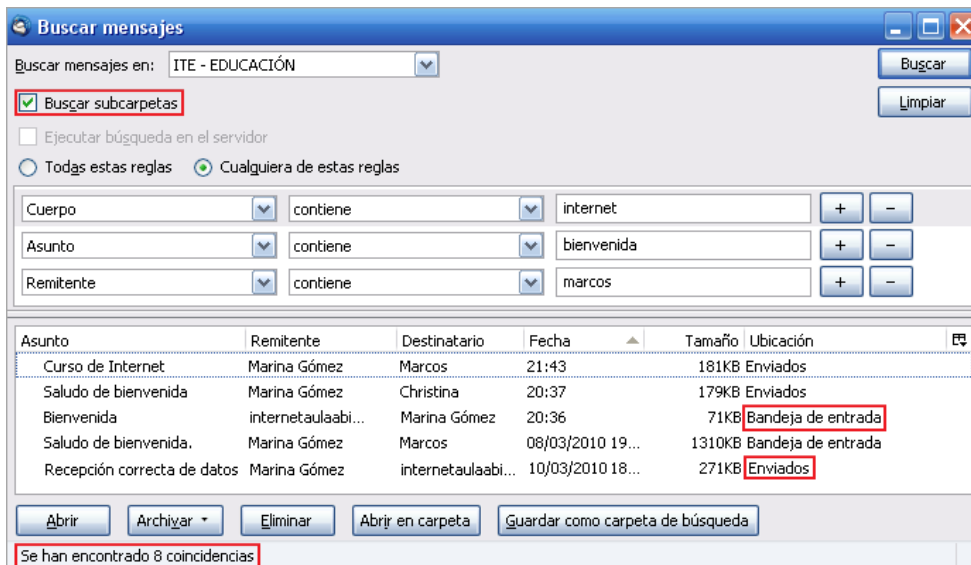 Buscar mensajes
Buscar mensajes en: ITE - EDUCACIÓN Buscar
Buscar subcarpetas Limpiar
Ejecutar búsqueda en el servidor
Todas estas reglas Cualquiera de estas reglas
Cuerpo contiene internet + -
Asunto contiene bienvenida + -
Remitente contiene marcos + -
Asunto Remitente Destinatario Fecha Tamaño Ubicación
Curso de Internet Marina Gómez Marcos 21:43 181KB Enviados
Saludo de bienvenida Marina Gómez Christina 20:37 179KB Enviados
Bienvenida internetaulaabi... Marina Gómez 20:36 71KB Bandeja de entrada
Saludo de bienvenida. Marina Gómez Marcos 08/03/2010 19... 1310KB Bandeja de entrada
Recepción correcta de datos Marina Gómez internetaulaabi... 10/03/2010 18... 271KB Enviados
Abrir Archivar Eliminar Abrir en carpeta Guardar como carpeta de búsqueda
Se han encontrado 8 coincidencias